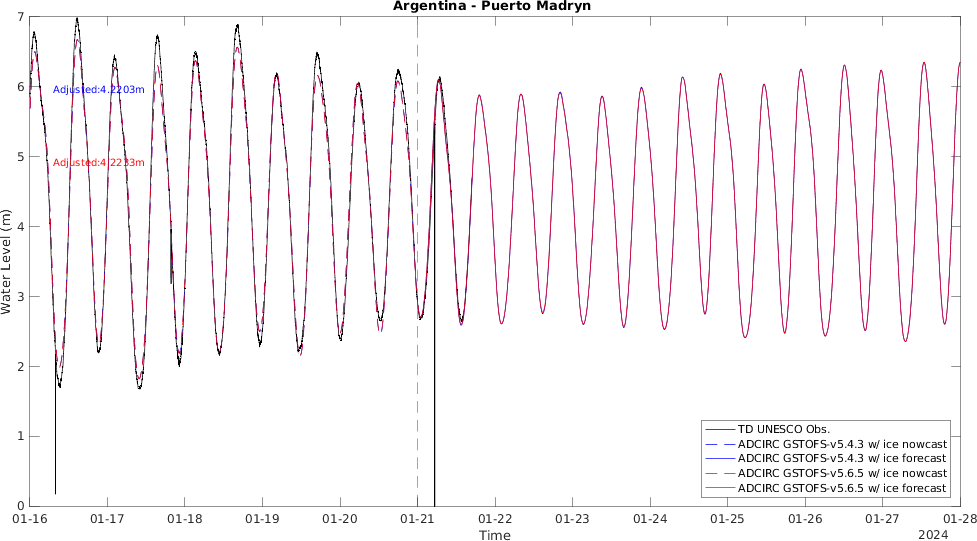 Argentina - Puerto Madryn
Water Level (m)
7
6
5
4
3
2
1
0
Adjusted:4.2203m
Adjusted:4.2233m
TD UNESCO Obs.
ADCIRC GSTOFS-v5.4.3 w/ ice nowcast
ADCIRC GSTOFS-v5.4.3 w/ ice forecast
ADCIRC GSTOFS-v5.6.5 w/ ice nowcast
ADCIRC GSTOFS-v5.6.5 w/ ice forecast
01-16 01-17 01-18 01-19 01-20 01-21 01-22 01-23 01-24 01-25 01-26 01-27 01-28
Time
2024